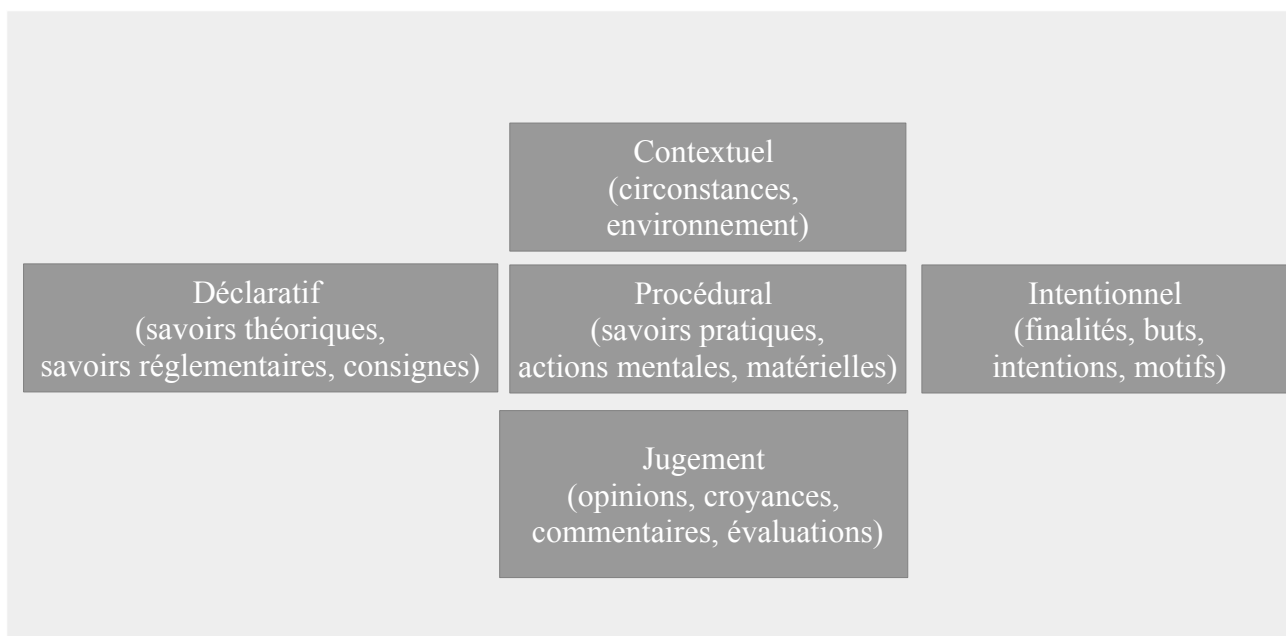 Contextuel
(circonstances,
environnement)
Déclaratif
(savoirs théoriques,
savoirs réglementaires, consignes)
Procédural
(savoirs pratiques,
actions mentales, matérielles)
Intentionnel
(finalités, buts,
intentions, motifs)
Jugement
(opinions, croyances,
commentaires, évaluations)